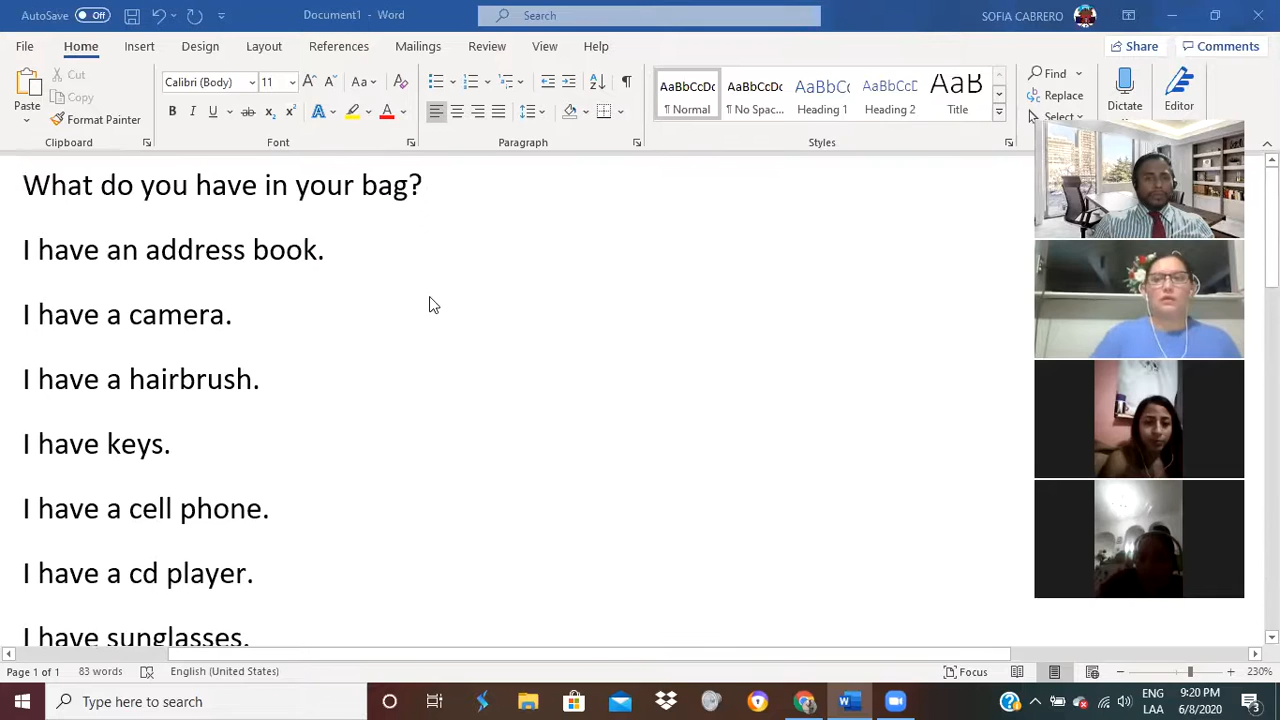 AutoSave Off Document1 - Word Search SOFIA CABRERO
File Home Insert Design Layout References Mailings Review View Help Share Comments
Paste Cut Copy Format Painter Clipboard
Calibri (Body) 11 Font
Paragraph
AaBbCcDc ¶ Normal AaBbCcDc ¶ No Spac... AaBbCc Heading 1 AaBbCcD Heading 2 AaB Title Styles
Find Replace Select Dictate Editor
What do you have in your bag?
I have an address book.
I have a camera.
I have a hairbrush.
I have keys.
I have a cell phone.
I have a cd player.
I have sunglasses.
Page 1 of 1 83 words English (United States) Focus 230%
Type here to search ENG LAA 9:20 PM 6/8/2020 3